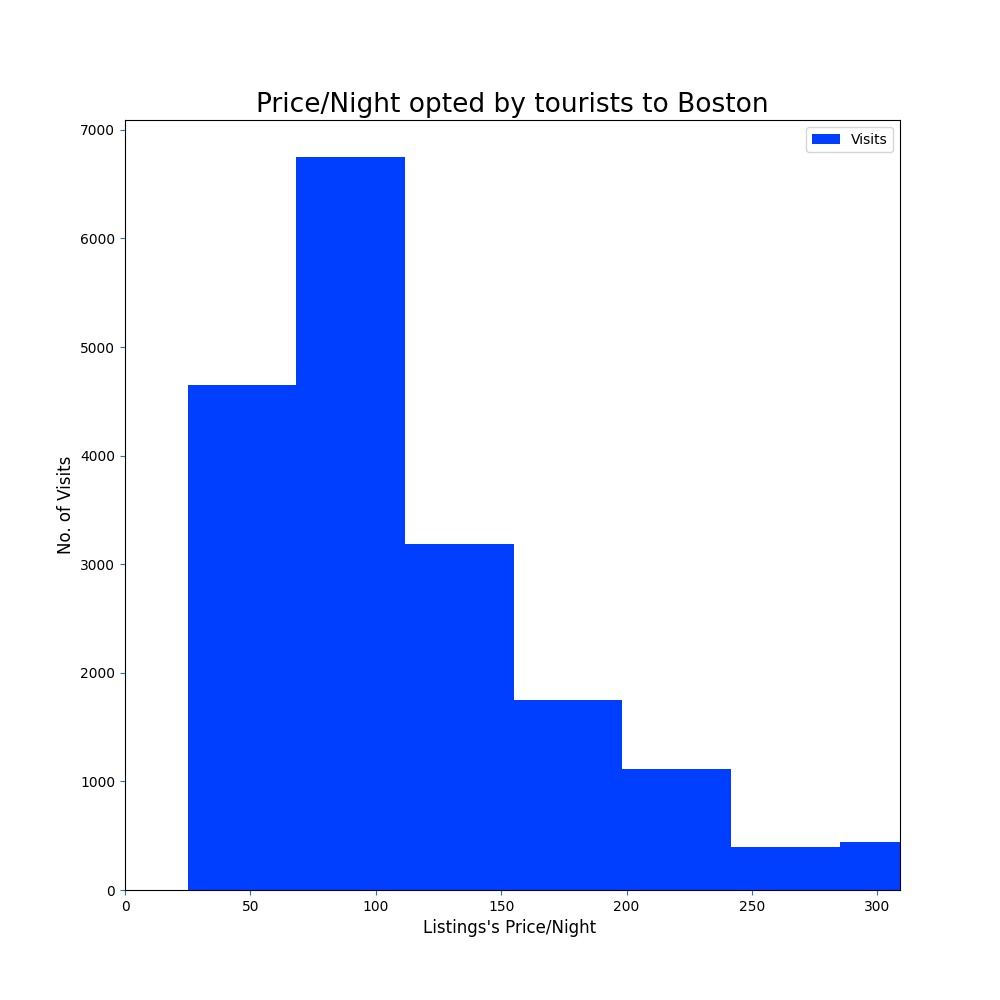 Price/Night opted by tourists to Boston
Visits
7000
6000
5000
4000
3000
2000
1000
0
No. of Visits
0 50 100 150 200 250 300
Listings's Price/Night